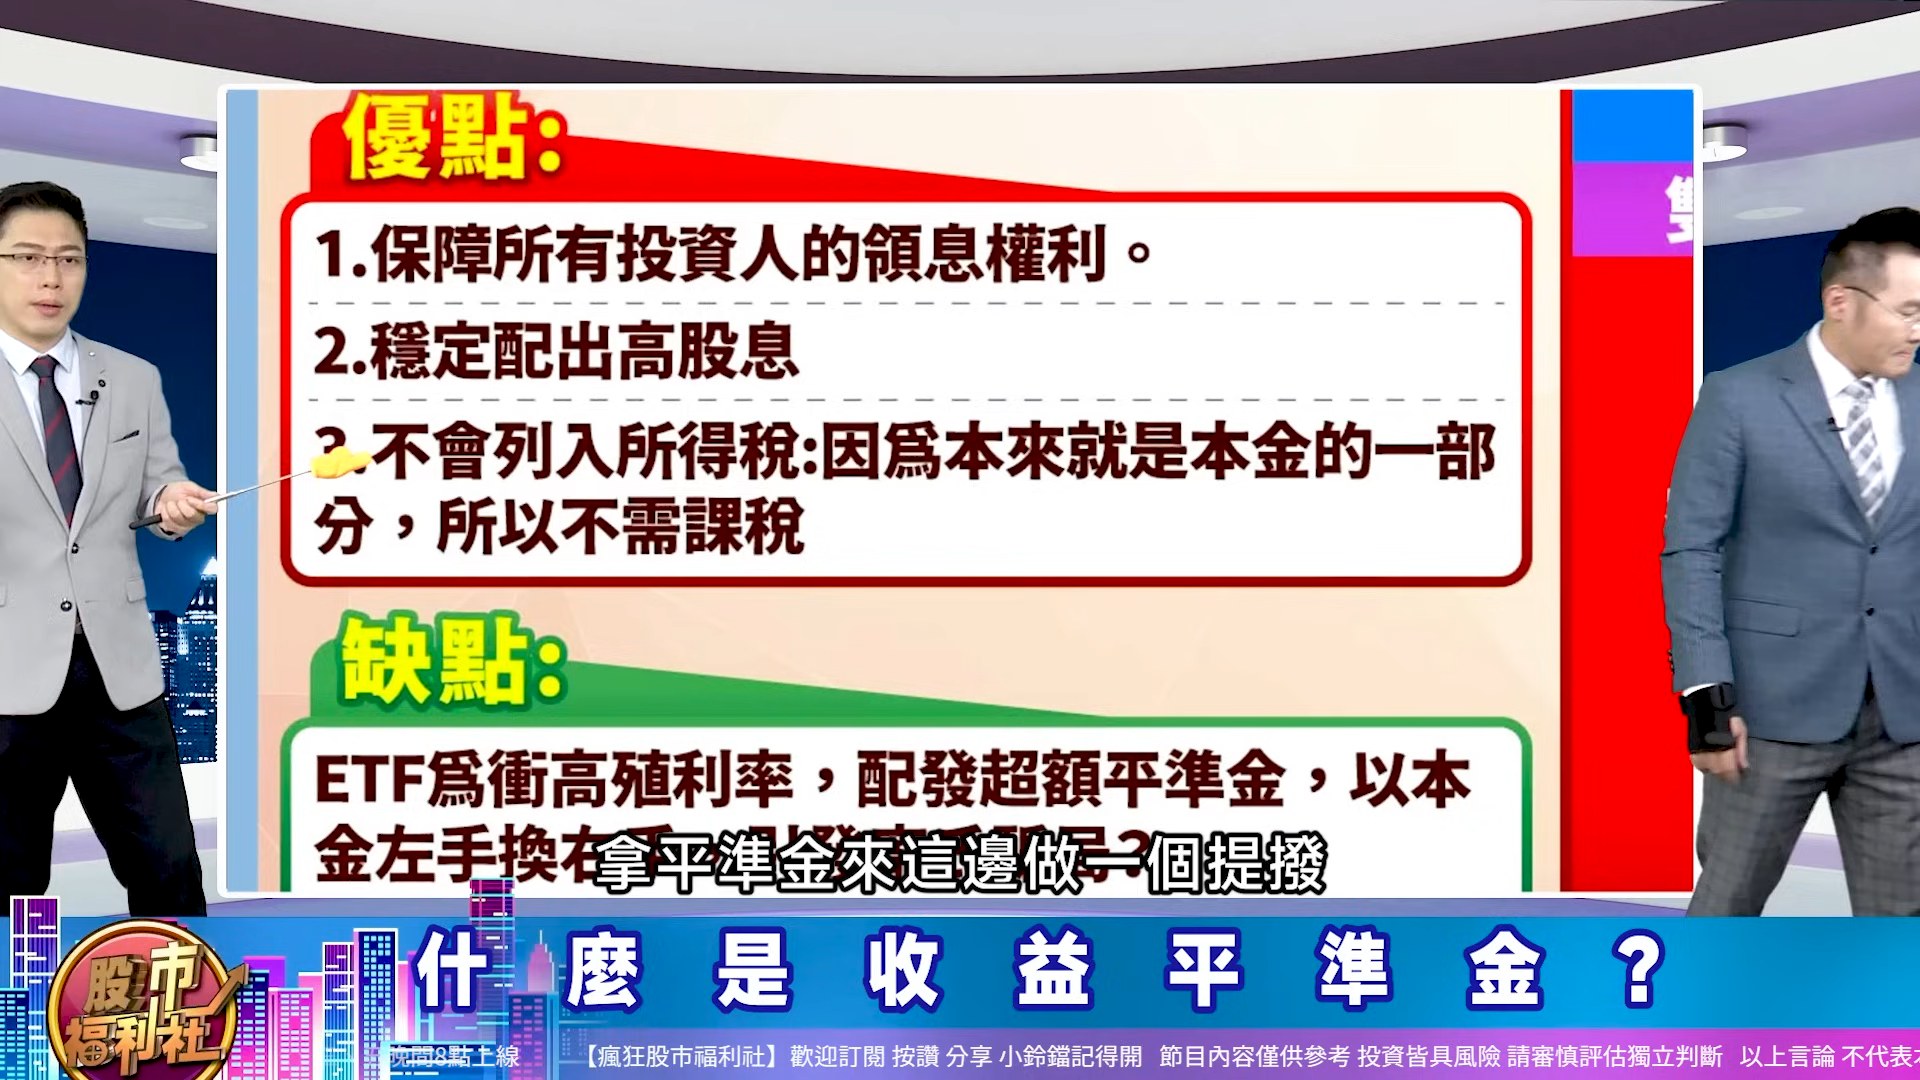 優點:
1.保障所有投資人的領息權利。
2.穩定配出高股息
3.不會列入所得稅:因爲本來就是本金的一部
分，所以不需課稅
缺點:
ETF爲衝高殖利率，配發超額平準金，以本
金左手換右
拿平準金來這邊做一個提撥
什麼是收益平準金?
股市
福利社
晚間8點上線 【瘋狂股市福利社】歡迎訂閱 按讚 分享 小鈴鐺記得開 節目內容僅供參考 投資皆具風險 請審慎評估獨立判斷 以上言論 不代表